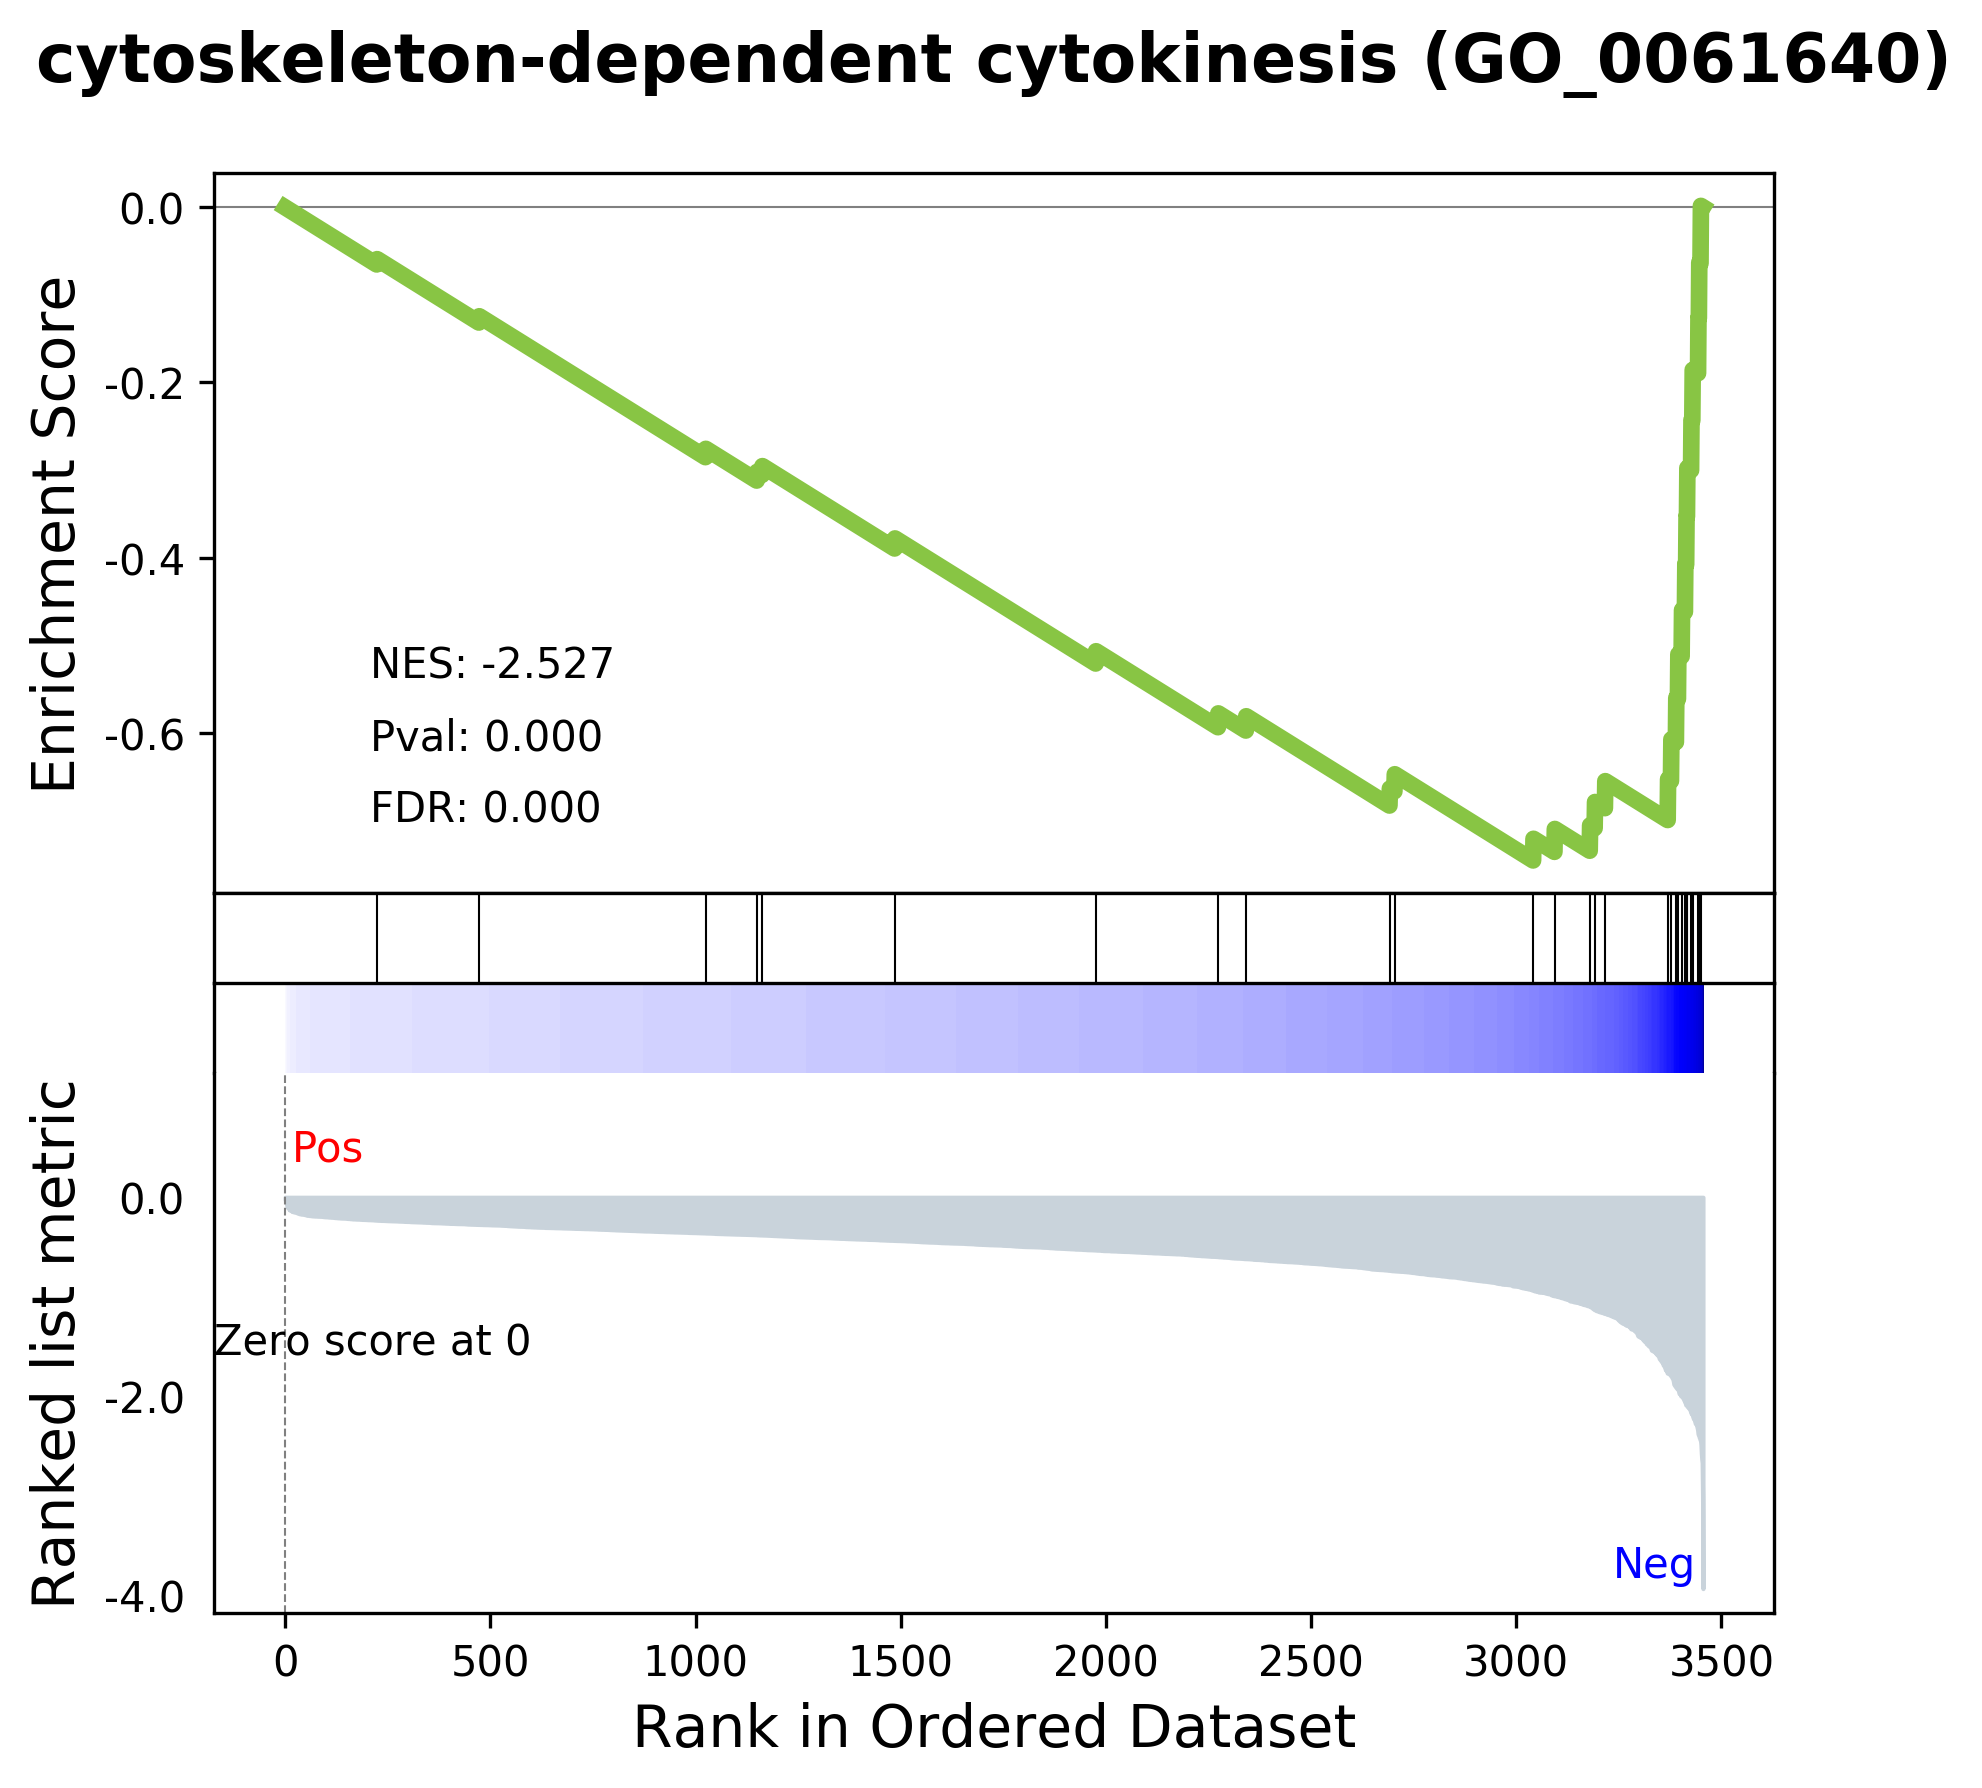 cytoskeleton-dependent cytokinesis (GO_0061640)
Enrichment Score
0.0
-0.2
-0.4
-0.6
NES: -2.527
Pval: 0.000
FDR: 0.000
Ranked list metric
Pos
0.0
Zero score at 0
-2.0
Neg
-4.0
0 500 1000 1500 2000 2500 3000 3500
Rank in Ordered Dataset